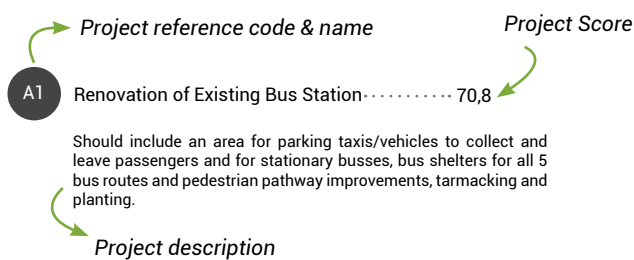 Project reference code & name
Project Score
A1
Renovation of Existing Bus Station ··········· 70,8
Should include an area for parking taxis/vehicles to collect and
leave passengers and for stationary busses, bus shelters for all 5
bus routes and pedestrian pathway improvements, tarmacking and
planting.
Project description